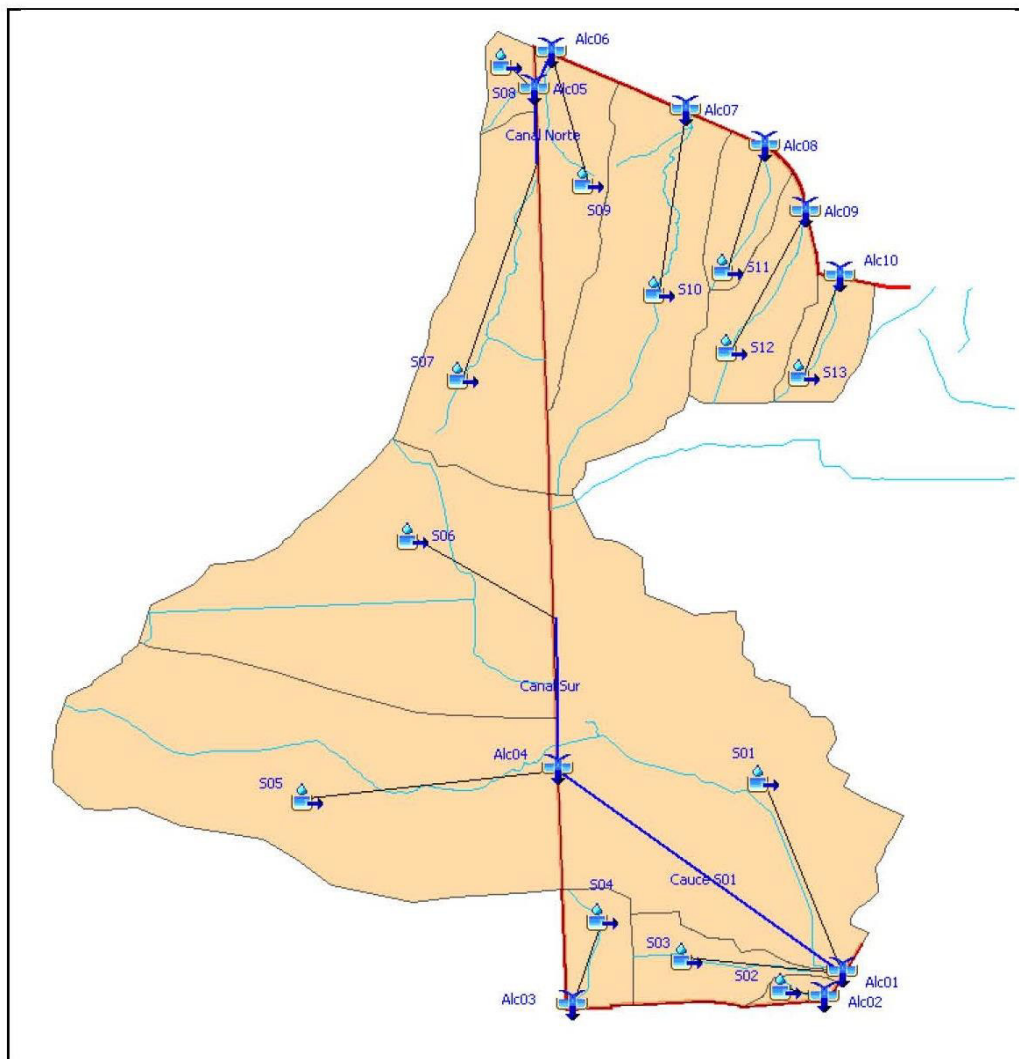 Alc06
S08
Alc05
Alc07
Canal Norte
Alc08
S09
Alc09
S11
Alc10
S10
S12
S07
S13
S06
Canal Sur
Alc04
S01
S05
Cauce S01
S04
S03
S02
Alc01
Alc03
Alc02